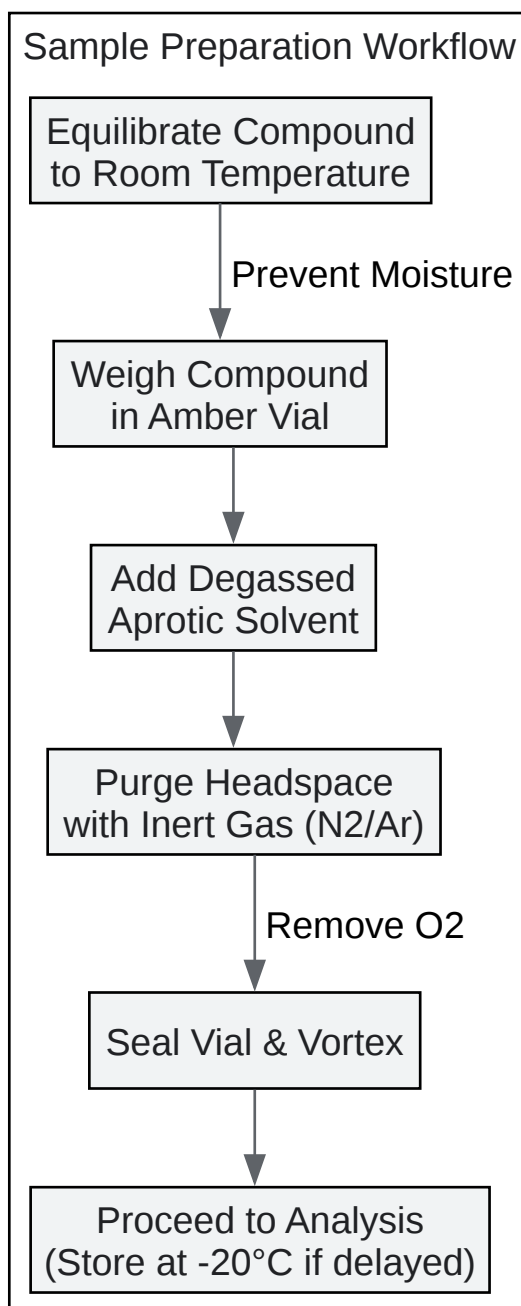 Sample Preparation Workflow
Equilibrate Compound
to Room Temperature
Prevent Moisture
Weigh Compound
in Amber Vial
Add Degassed
Aprotic Solvent
Purge Headspace
with Inert Gas (N2/Ar)
Remove O2
Seal Vial & Vortex
Proceed to Analysis
(Store at -20°C if delayed)